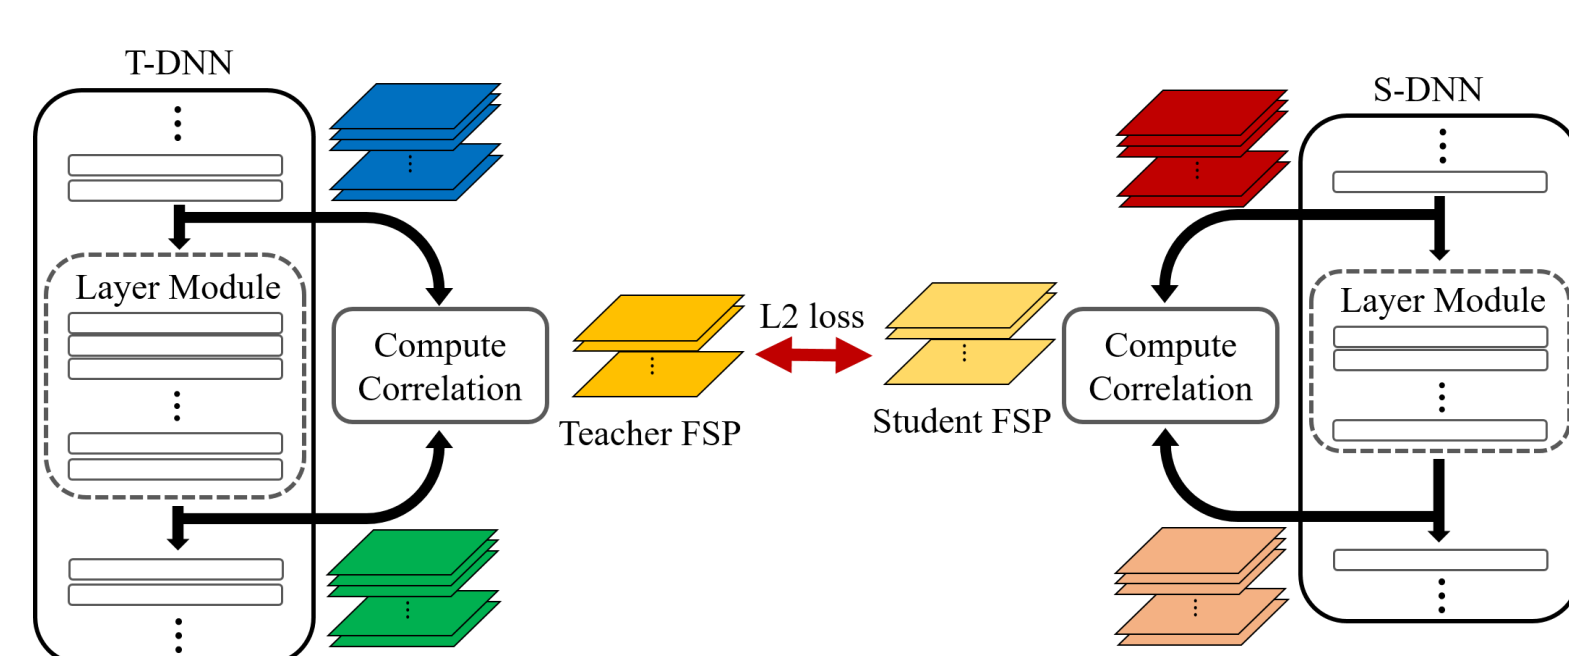 T-DNN
S-DNN
Layer Module
Layer Module
L2 loss
Compute
Correlation
Compute
Correlation
Teacher FSP
Student FSP